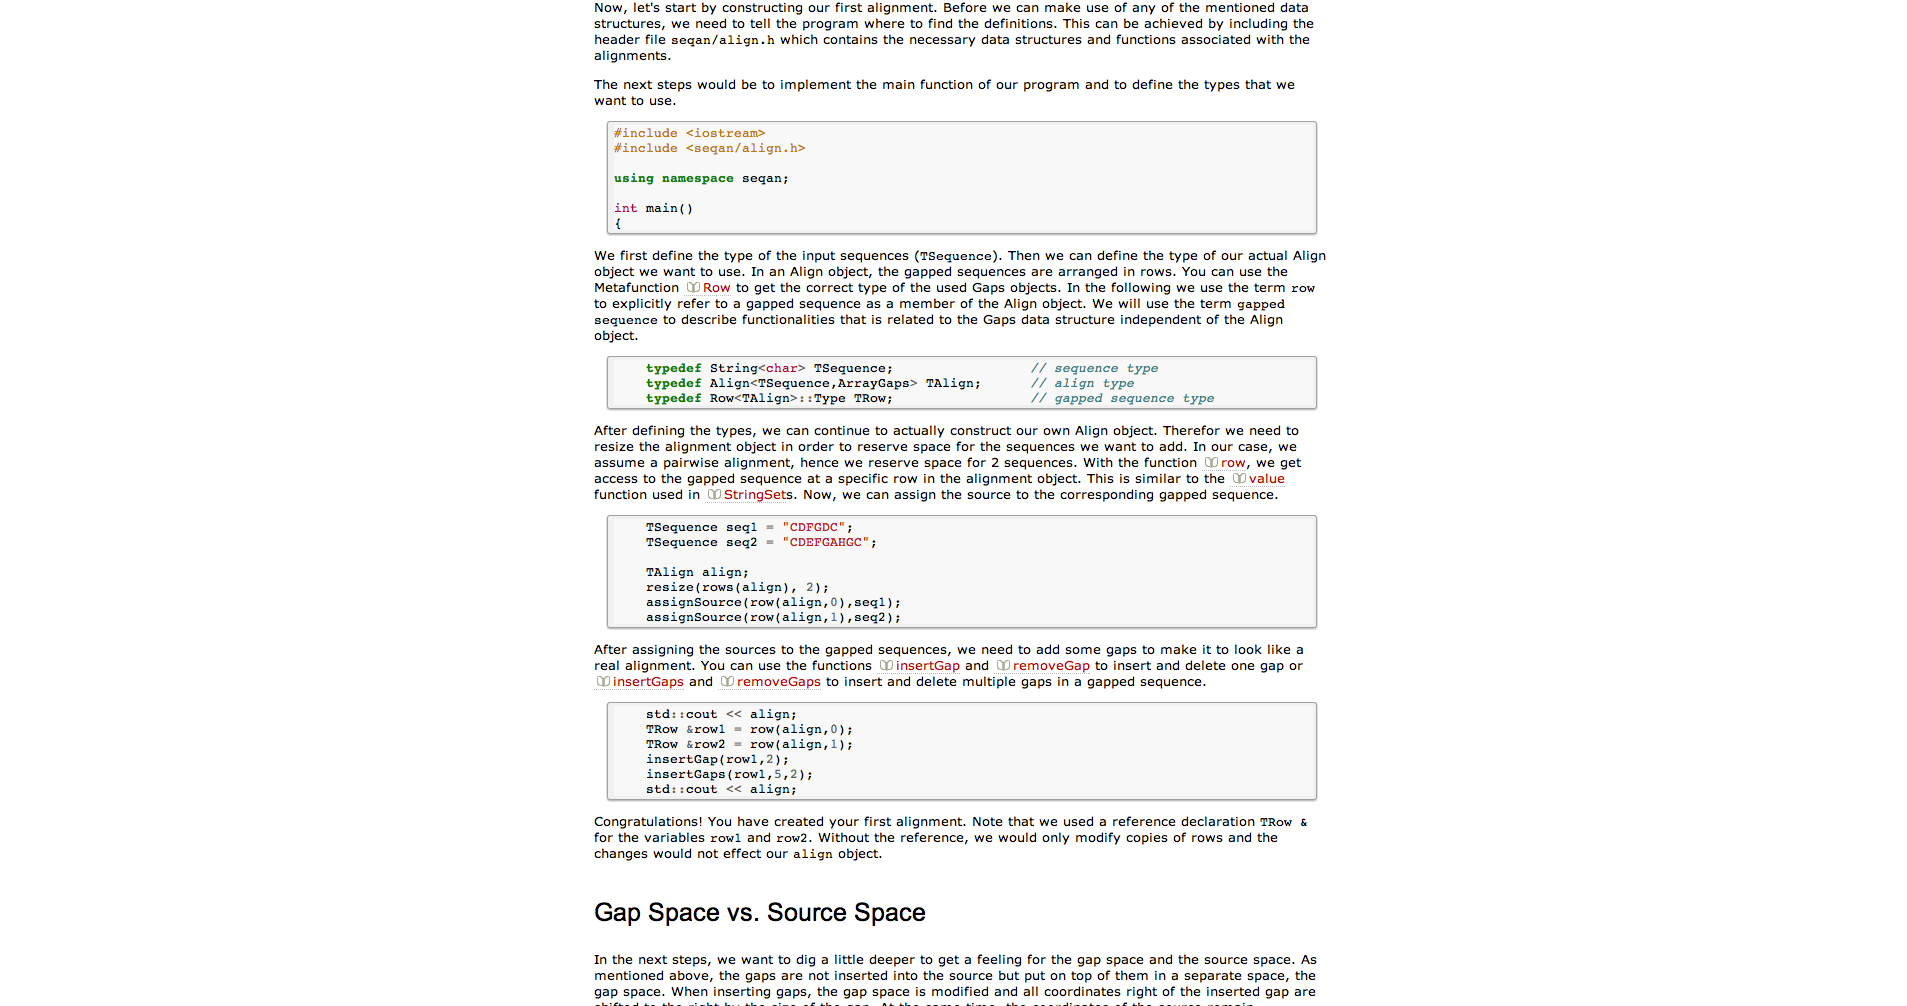 Now, let's start by constructing our first alignment. Before we can make use of any of the mentioned data
structures, we need to tell the program where to find the definitions. This can be achieved by including the
header file seqan/align.h which contains the necessary data structures and functions associated with the
alignments.
The next steps would be to implement the main function of our program and to define the types that we
want to use.
#include <iostream>
#include <seqan/align.h>
using namespace seqan;
int main()
{
We first define the type of the input sequences (TSequence). Then we can define the type of our actual Align
object we want to use. In an Align object, the gapped sequences are arranged in rows. You can use the
Metafunction Row to get the correct type of the used Gaps objects. In the following we use the term row
to explicitly refer to a gapped sequence as a member of the Align object. We will use the term gapped
sequence to describe functionalities that is related to the Gaps data structure independent of the Align
object.
typedef String<char> TSequence; // sequence type
typedef Align<TSequence,ArrayGaps> TAlign; // align type
typedef Row<TAlign>::Type TRow; // gapped sequence type
After defining the types, we can continue to actually construct our own Align object. Therefor we need to
resize the alignment object in order to reserve space for the sequences we want to add. In our case, we
assume a pairwise alignment, hence we reserve space for 2 sequences. With the function row, we get
access to the gapped sequence at a specific row in the alignment object. This is similar to the value
function used in StringSets. Now, we can assign the source to the corresponding gapped sequence.
TSequence seq1 = "CDFGDC";
TSequence seq2 = "CDEFGAHGC";
TAlign align;
resize(rows(align), 2);
assignSource(row(align,0),seq1);
assignSource(row(align,1),seq2);
After assigning the sources to the gapped sequences, we need to add some gaps to make it to look like a
real alignment. You can use the functions insertGap and removeGap to insert and delete one gap or
insertGaps and removeGaps to insert and delete multiple gaps in a gapped sequence.
std::cout << align;
TRow &row1 = row(align,0);
TRow &row2 = row(align,1);
insertGap(row1,2);
insertGaps(row1,5,2);
std::cout << align;
Congratulations! You have created your first alignment. Note that we used a reference declaration TRow &
for the variables row1 and row2. Without the reference, we would only modify copies of rows and the
changes would not effect our align object.
Gap Space vs. Source Space
In the next steps, we want to dig a little deeper to get a feeling for the gap space and the source space. As
mentioned above, the gaps are not inserted into the source but put on top of them in a separate space, the
gap space. When inserting gaps, the gap space is modified and all coordinates right of the inserted gap are